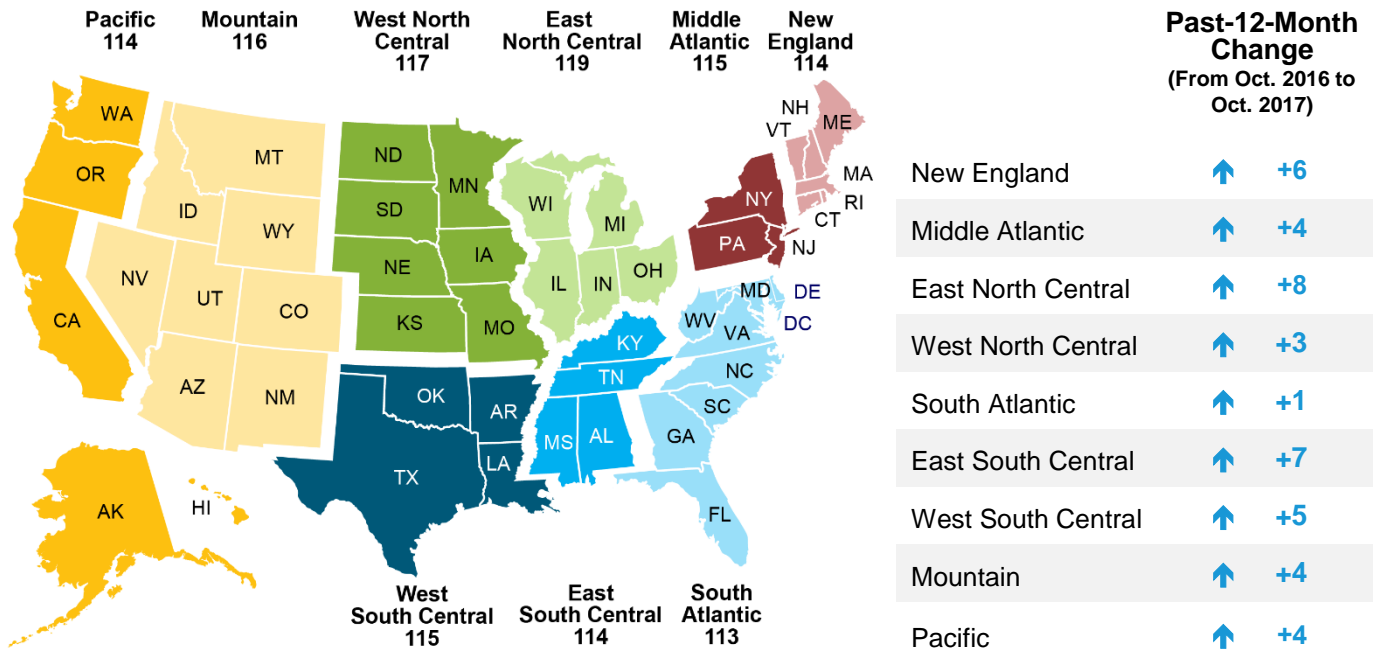 Pacific
114
Mountain
116
West North
Central
117
East
North Central
119
Middle
Atlantic
115
New
England
114
WA
OR
CA
AK
HI
MT
ID
WY
NV
UT
CO
AZ
NM
ND
SD
NE
KS
MN
IA
MO
WI
MI
IL
IN
OH
NY
PA
NJ
NH
VT
ME
MA
RI
CT
MD
DE
DC
WV
VA
NC
SC
GA
FL
KY
TN
MS
AL
OK
AR
TX
LA
West
South Central
115
East
South Central
114
South
Atlantic
113
Past-12-Month
Change
(From Oct. 2016 to
Oct. 2017)
New England +6
Middle Atlantic +4
East North Central +8
West North Central +3
South Atlantic +1
East South Central +7
West South Central +5
Mountain +4
Pacific +4